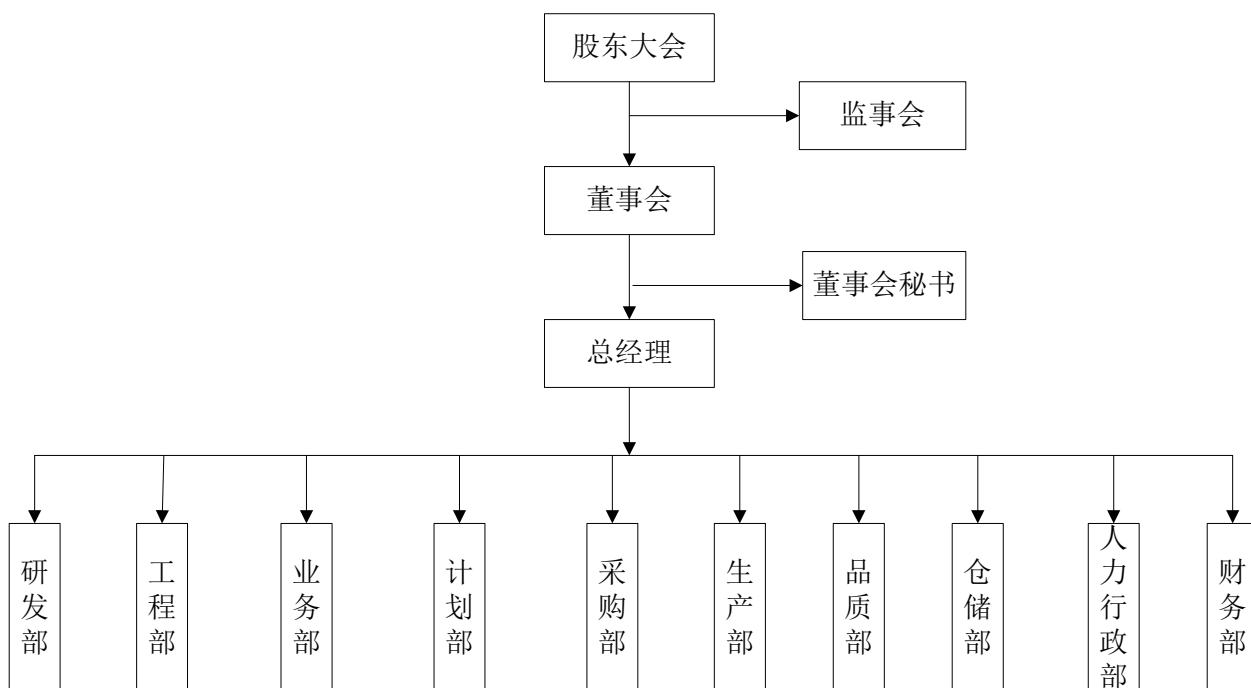 股东大会
监事会
董事会
董事会秘书
总经理
研发部
工程部
业务部
计划部
采购部
生产部
品质部
仓储部
人力行政部
财务部